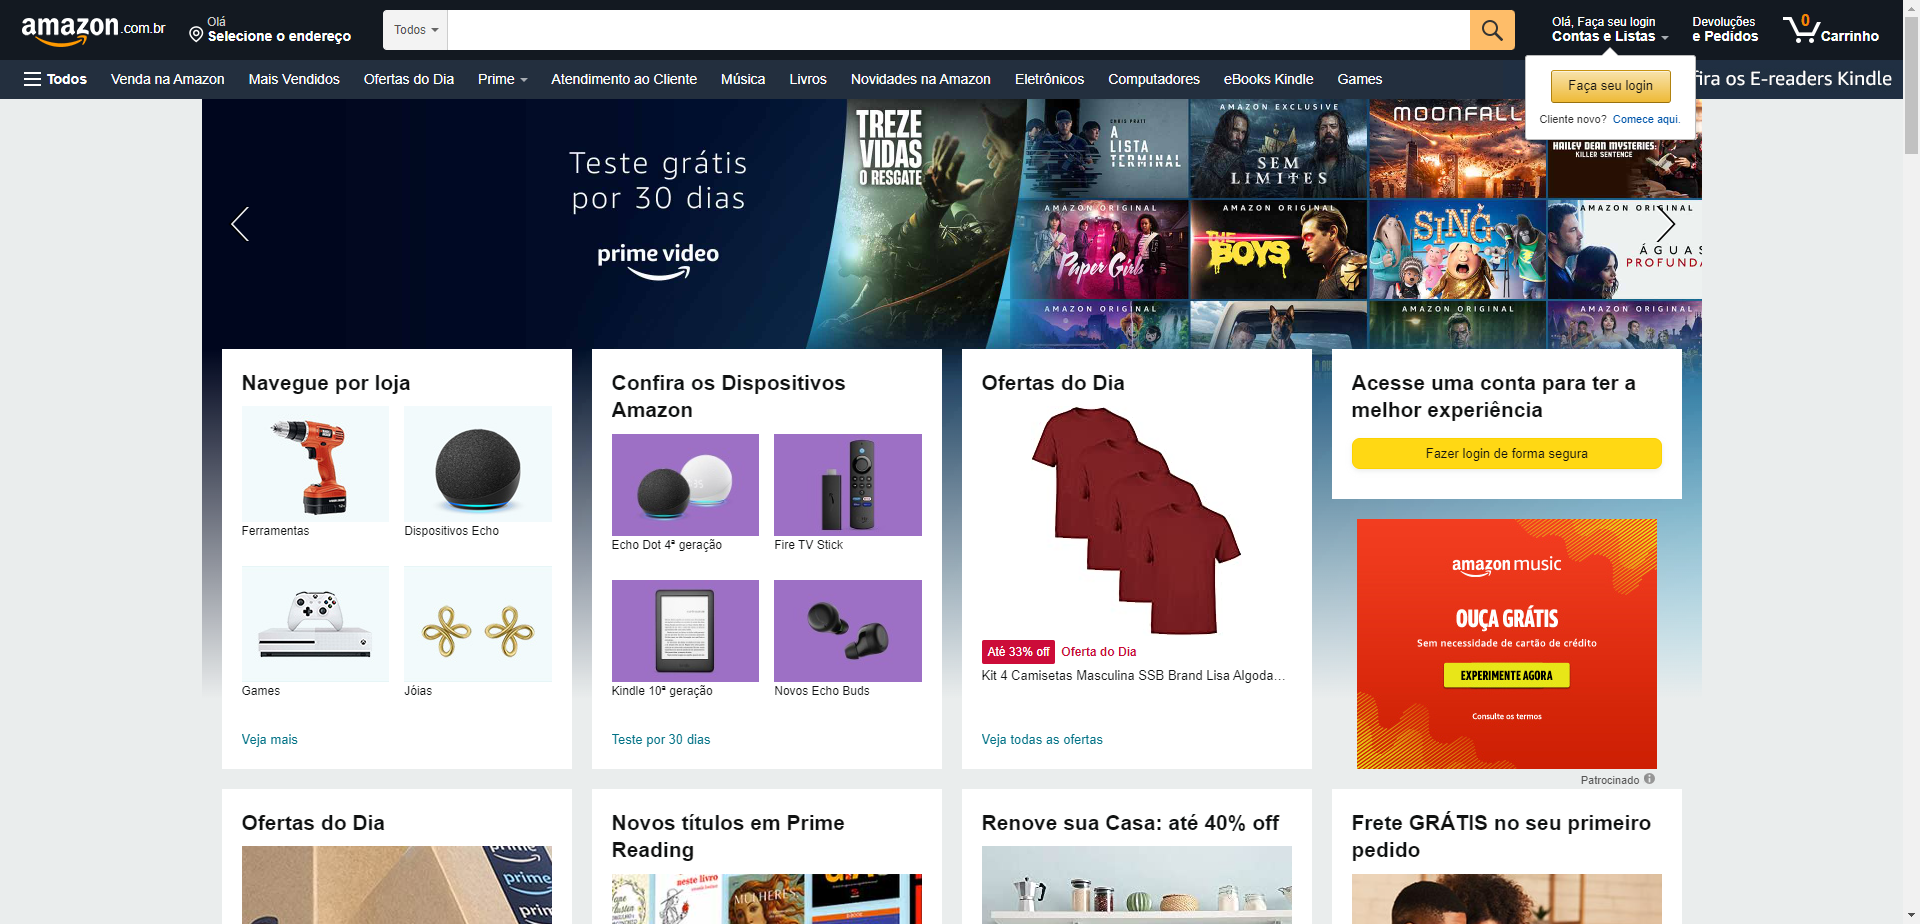 amazon.com.br
Olá
Selecione o endereço
Todos
Olá, Faça seu login
Contas e Listas
Devoluções
e Pedidos
0
Carrinho
Todos
Venda na Amazon
Mais Vendidos
Ofertas do Dia
Prime
Atendimento ao Cliente
Música
Livros
Novidades na Amazon
Eletrônicos
Computadores
eBooks Kindle
Games
fira os E-readers Kindle
Faça seu login
Cliente novo? Comece aqui.
Teste grátis
por 30 dias
prime video
TREZE
VIDAS
O RESGATE
CHRIS PRATT
A
LISTA
TERMINAL
AMAZON EXCLUSIVE
SEM
LIMITES
MOONFALL
HAILEY DEAN MYSTERIES:
KILLER SENTENCE
AMAZON ORIGINAL
Paper Girls
AMAZON ORIGINAL
THE
BOYS
SING
AMAZON ORIGINAL
ÁGUAS
PROFUNDA
AMAZON ORIGINAL
AMAZON ORIGINAL
AMAZON ORIGINAL
Navegue por loja
Ferramentas
Dispositivos Echo
Games
Jóias
Veja mais
Confira os Dispositivos
Amazon
Echo Dot 4ª geração
Fire TV Stick
Kindle 10ª geração
Novos Echo Buds
Teste por 30 dias
Ofertas do Dia
Até 33% off
Oferta do Dia
Kit 4 Camisetas Masculina SSB Brand Lisa Algoda…
Veja todas as ofertas
Acesse uma conta para ter a
melhor experiência
Fazer login de forma segura
amazon music
OUÇA GRÁTIS
Sem necessidade de cartão de crédito
EXPERIMENTE AGORA
Consulte os termos
Patrocinado
Ofertas do Dia
prime
Novos títulos em Prime
Reading
neste livro
MULHERES
Renove sua Casa: até 40% off
Frete GRÁTIS no seu primeiro
pedido